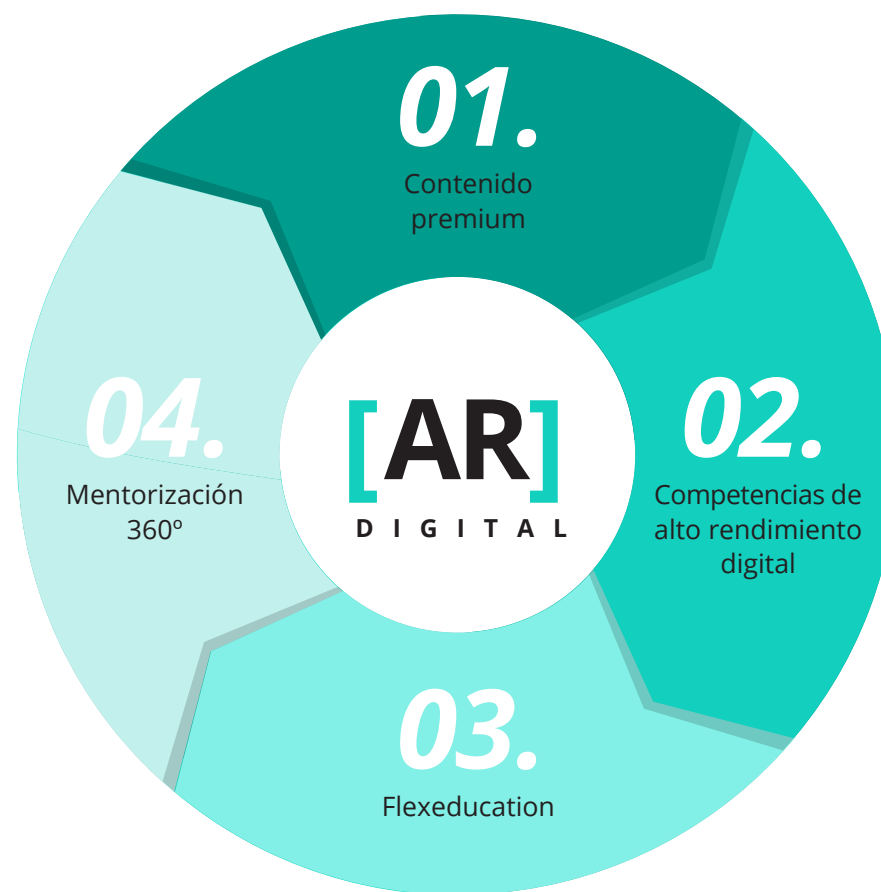 01.
Contenido
premium
02.
Competencias de
alto rendimiento
digital
03.
Flexeducation
04.
Mentorización
360º
[AR]
DIGITAL